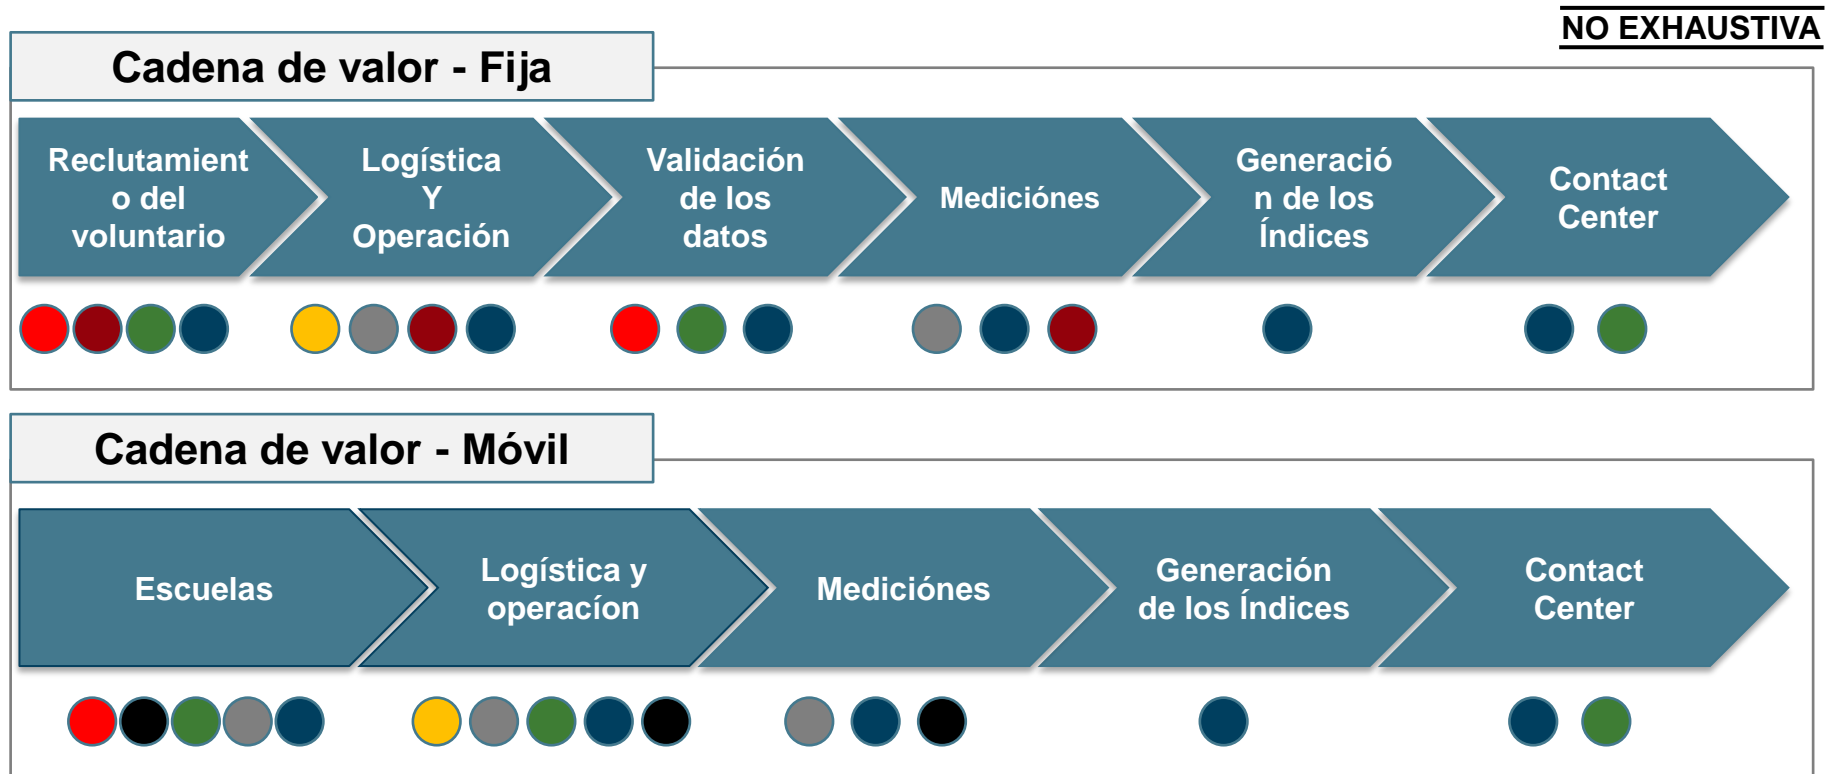 NO EXHAUSTIVA
Cadena de valor - Fija
Reclutamient
o del
voluntario
Logística
Y
Operación
Validación
de los
datos
Mediciónes
Generació
n de los
Índices
Contact
Center
Cadena de valor - Móvil
Escuelas
Logística y
operacíon
Mediciónes
Generación
de los Índices
Contact
Center